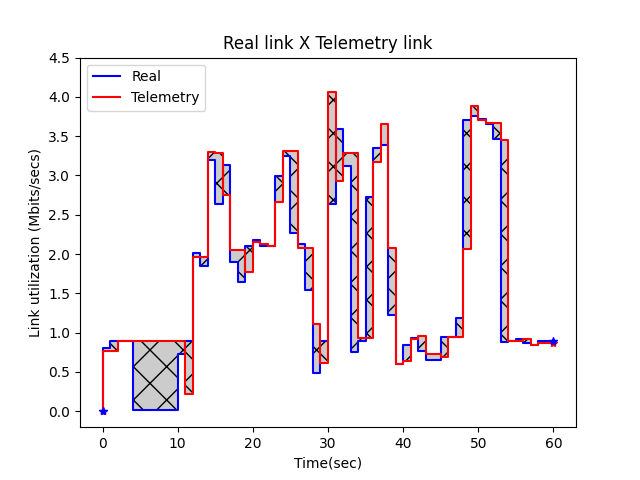 Real link X Telemetry link
Real
Telemetry
Link utilization (Mbits/secs)
4.5
4.0
3.5
3.0
2.5
2.0
1.5
1.0
0.5
0.0
0 10 20 30 40 50 60
Time(sec)